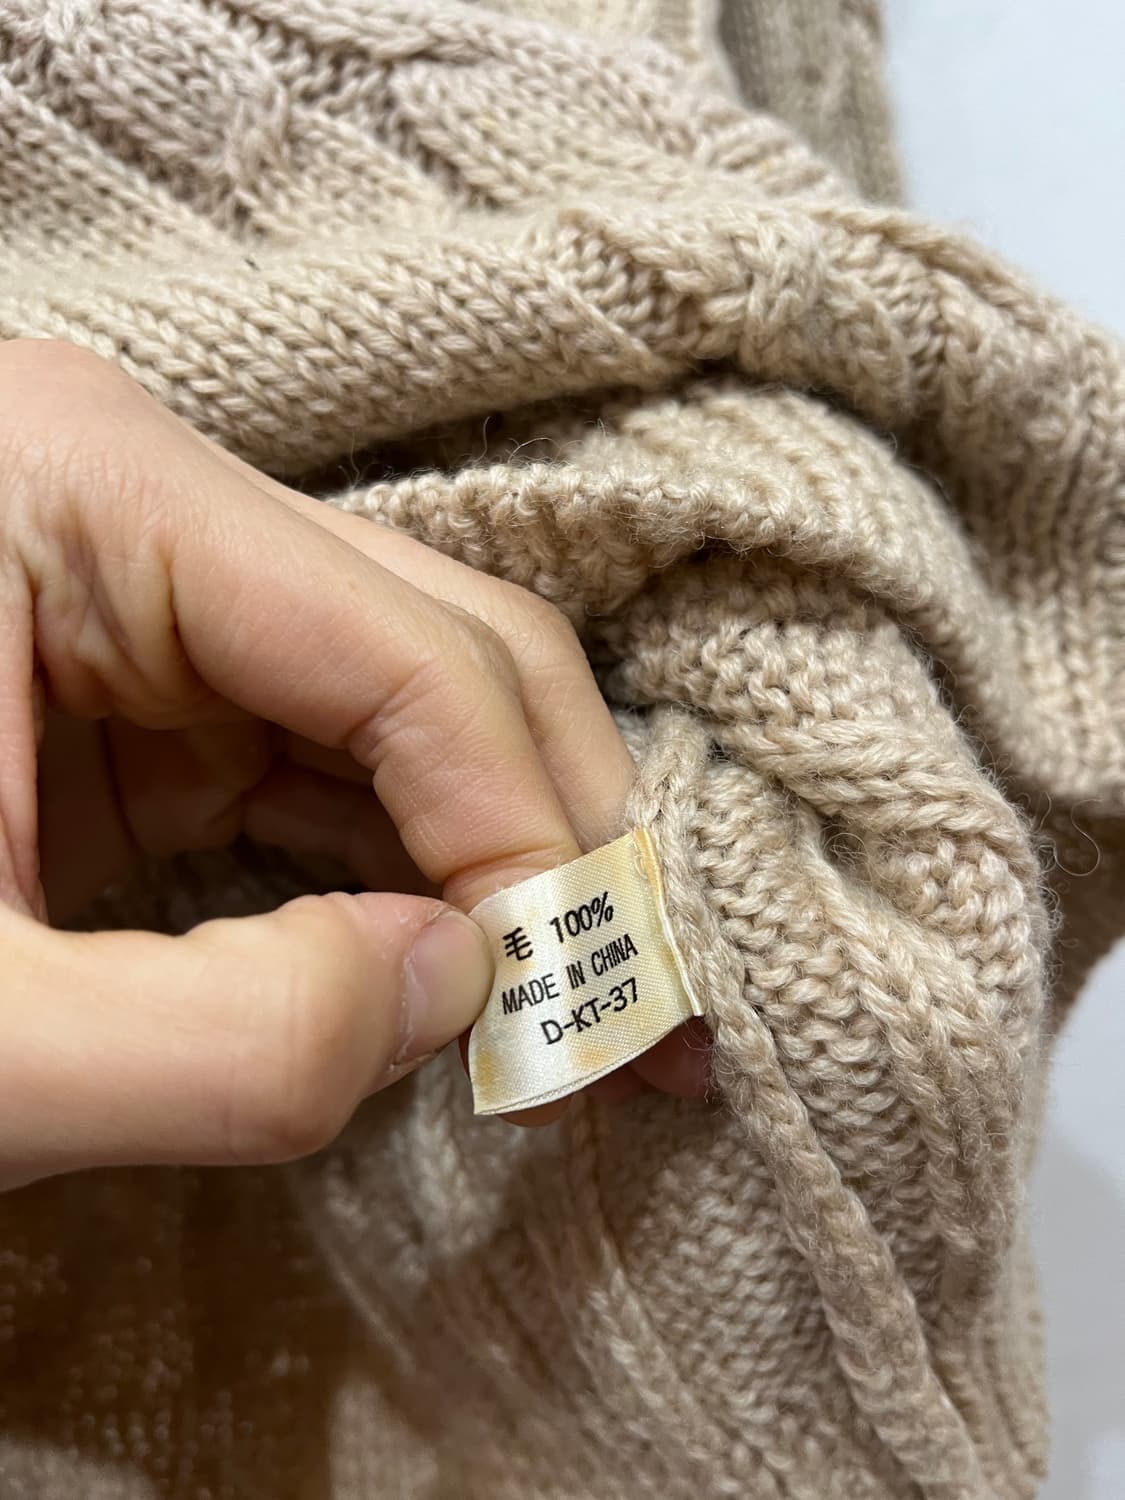 毛 100%
MADE IN CHINA
D-KT-37